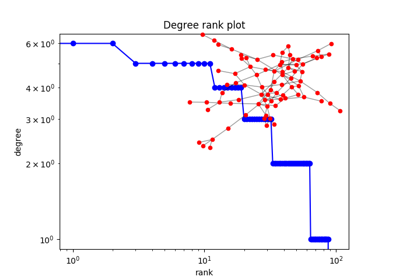 Degree rank plot
6 × 10⁰
4 × 10⁰
3 × 10⁰
2 × 10⁰
10⁰
degree
10⁰
10¹
10²
rank